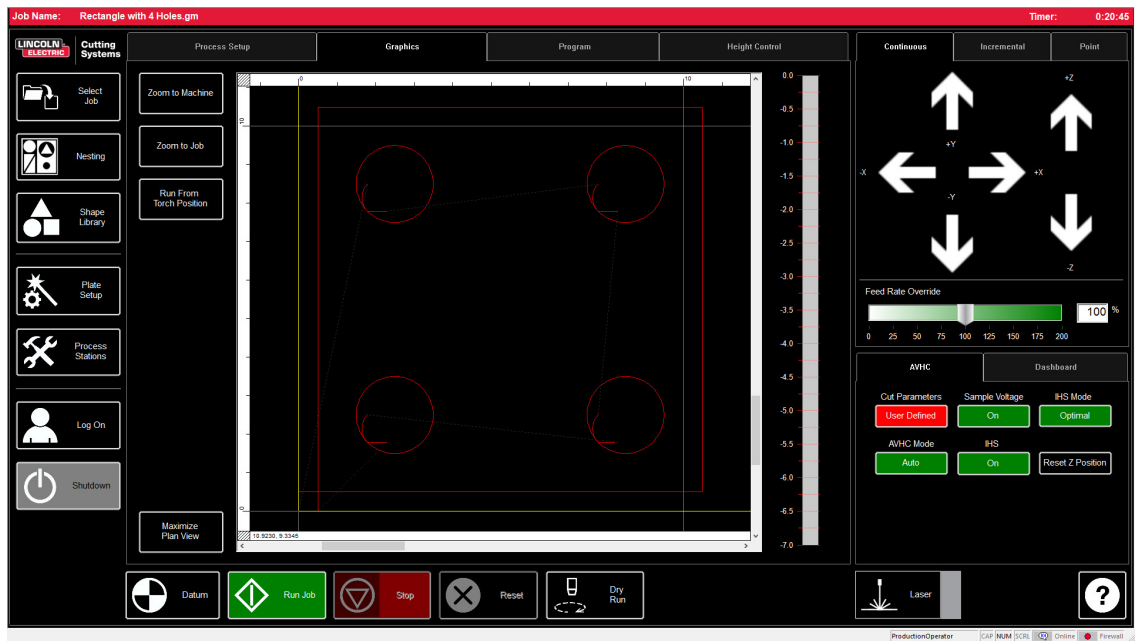 Job Name: Rectangle with 4 Holes.gm
Timer: 0:20:45
LINCOLN
ELECTRIC
Cutting
Systems
Process Setup
Graphics
Program
Height Control
Continuous
Incremental
Point
Select
Job
Nesting
Shape
Library
Plate
Setup
Process
Stations
Log On
Shutdown
Zoom to Machine
Zoom to Job
Run From
Torch Position
Maximize
Plan View
0
10
10
0
10.9230, 9.3345
0.0
-0.5
-1.0
-1.5
-2.0
-2.5
-3.0
-3.5
-4.0
-4.5
-5.0
-5.5
-6.0
-6.5
-7.0
+Z
+Y
-X
+X
-Y
-Z
Feed Rate Override
100 %
0 25 50 75 100 125 150 175 200
AVHC
Dashboard
Cut Parameters
Sample Voltage
IHS Mode
User Defined
On
Optimal
AVHC Mode
IHS
Auto
On
Reset Z Position
Datum
Run Job
Stop
Reset
Dry
Run
Laser
?
ProductionOperator
CAP NUM SCRL
Online
Firewall